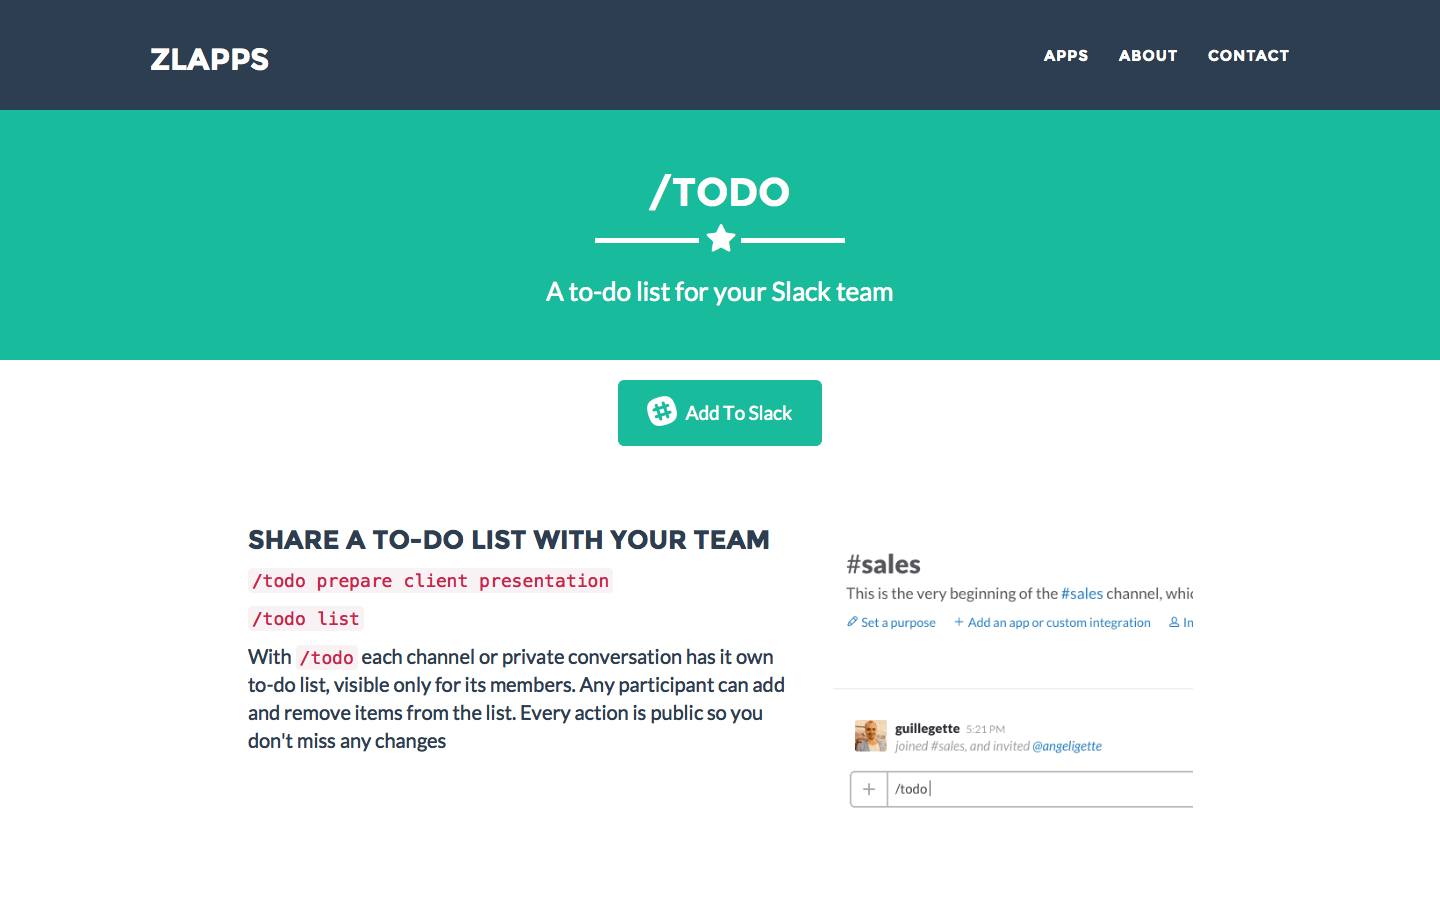 ZLAPPS
APPS ABOUT CONTACT
/TODO
A to-do list for your Slack team
Add To Slack
SHARE A TO-DO LIST WITH YOUR TEAM
/todo prepare client presentation
/todo list
With /todo each channel or private conversation has it own
to-do list, visible only for its members. Any participant can add
and remove items from the list. Every action is public so you
don't miss any changes
#sales
This is the very beginning of the #sales channel, whic
Set a purpose + Add an app or custom integration In
guillegette 5:21 PM
joined #sales, and invited @angeligette
+ /todo